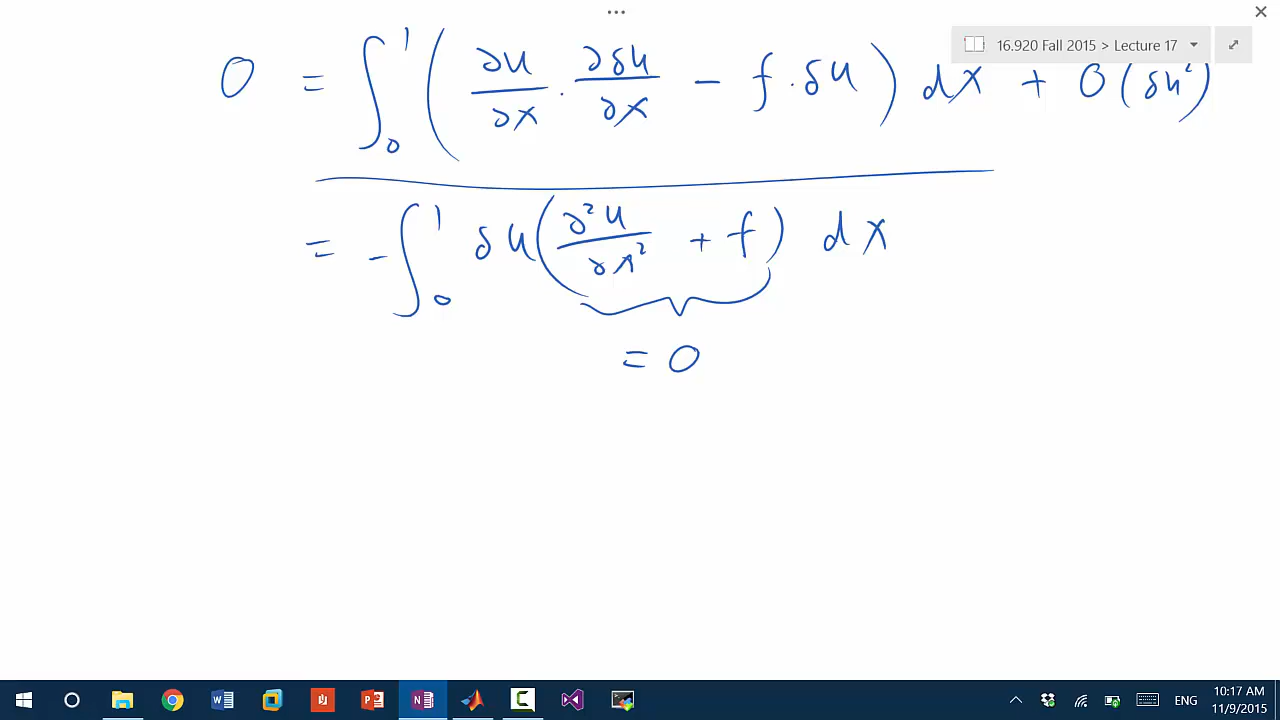 ...
16.920 Fall 2015 > Lecture 17
0 = ∫₀¹ ( ∂u/∂x · ∂δu/∂x − f · δu ) dx + O(δu²)
= − ∫₀¹ δu ( ∂²u/∂x² + f ) dx
= 0
ENG
10:17 AM
11/9/2015